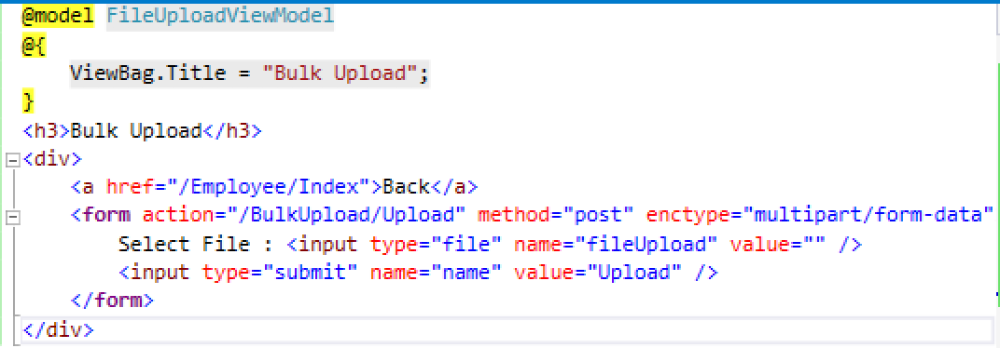 @model FileUploadViewModel
@{
    ViewBag.Title = "Bulk Upload";
}
<h3>Bulk Upload</h3>
<div>
    <a href="/Employee/Index">Back</a>
    <form action="/BulkUpload/Upload" method="post" enctype="multipart/form-data"
        Select File : <input type="file" name="fileUpload" value="" />
        <input type="submit" name="name" value="Upload" />
    </form>
</div>